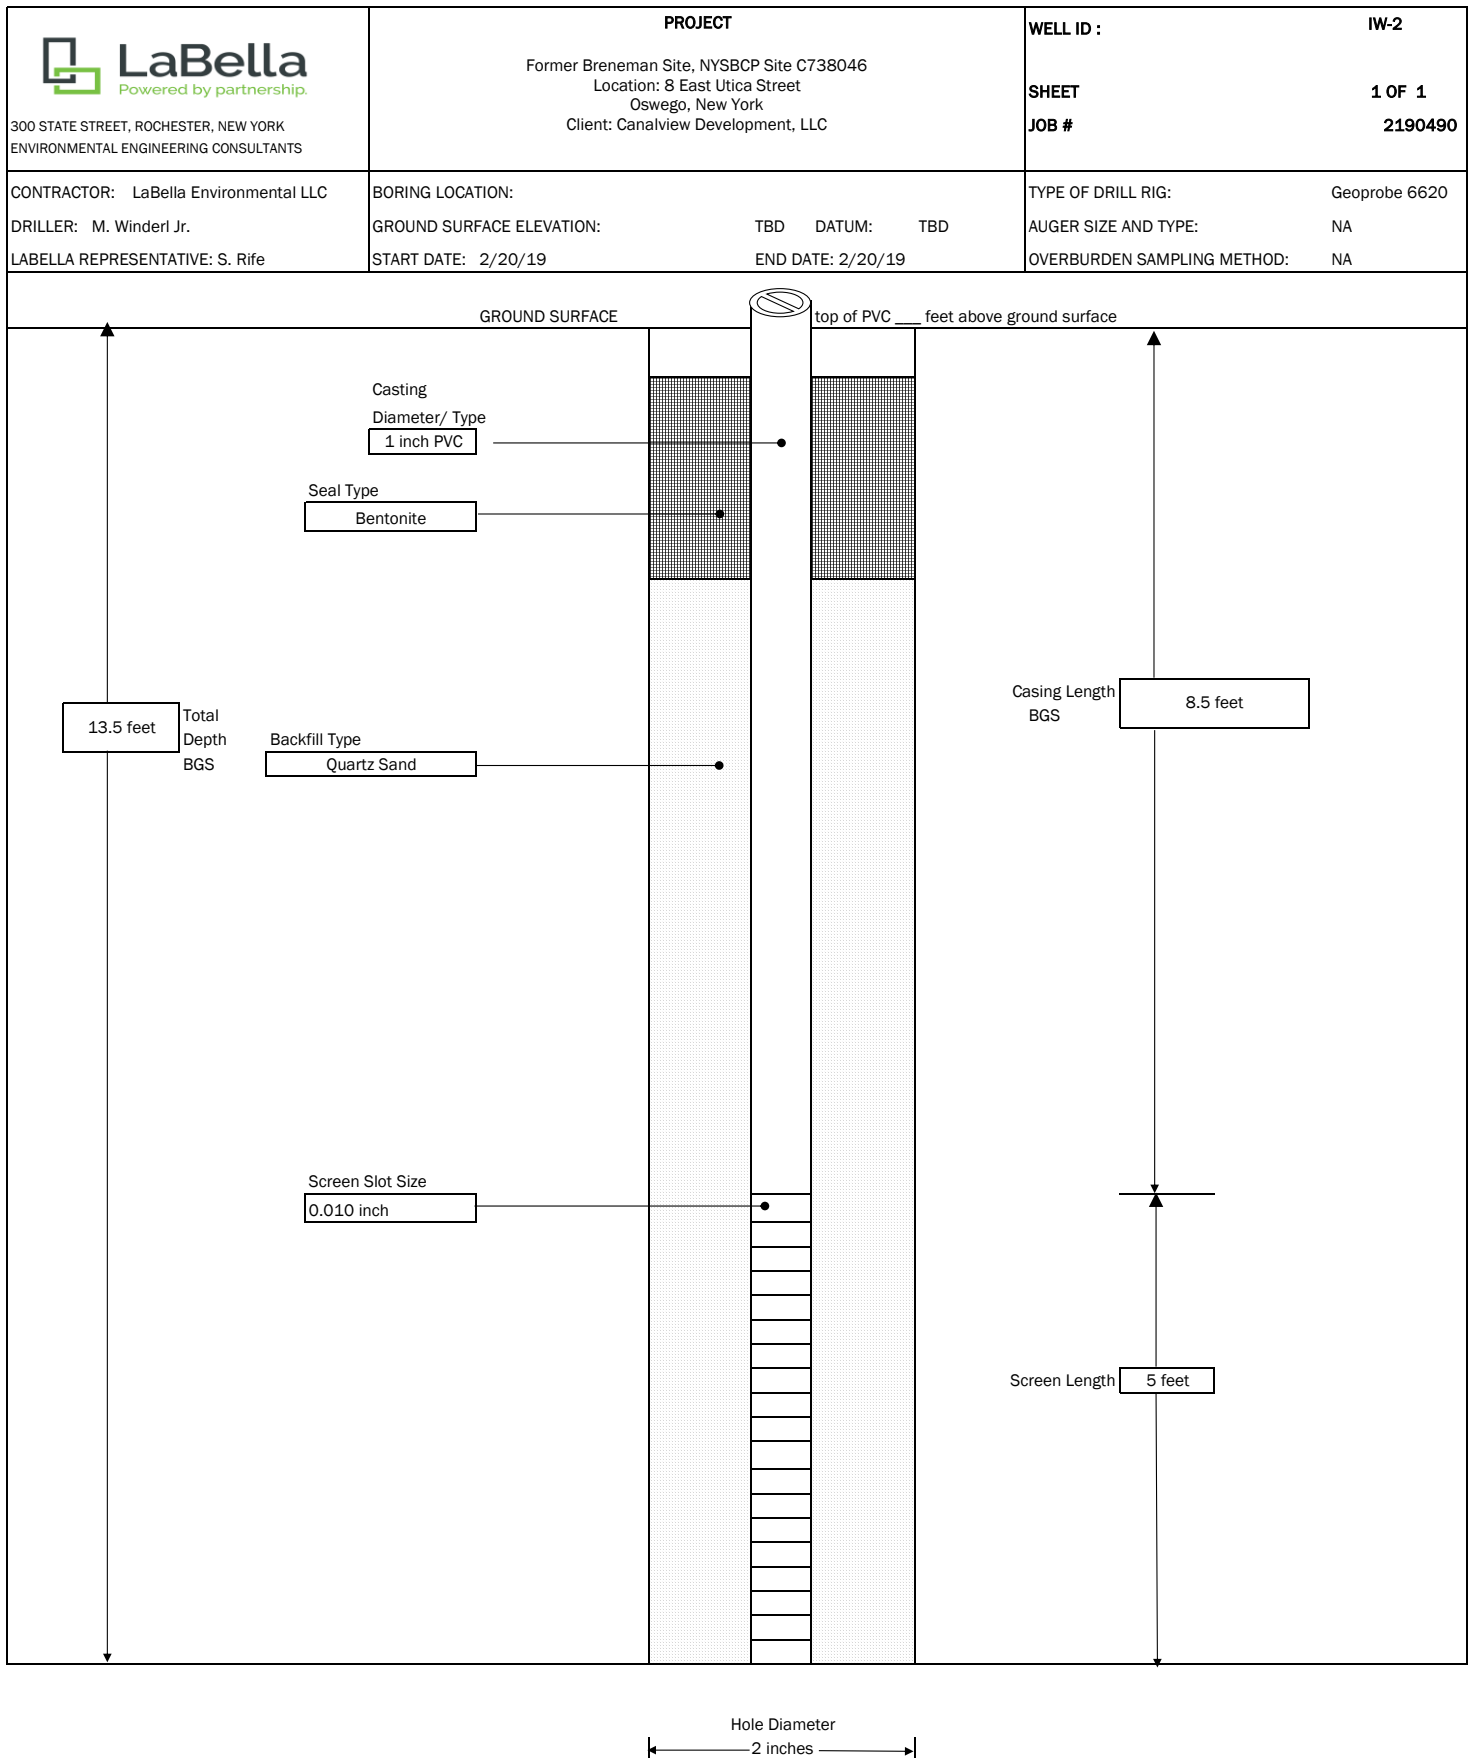 LaBella
Powered by partnership.
300 STATE STREET, ROCHESTER, NEW YORK
ENVIRONMENTAL ENGINEERING CONSULTANTS
PROJECT
Former Breneman Site, NYSBCP Site C738046
Location: 8 East Utica Street
Oswego, New York
Client: Canalview Development, LLC
WELL ID : IW-2
SHEET 1 OF 1
JOB # 2190490
CONTRACTOR: LaBella Environmental LLC
DRILLER: M. Winderl Jr.
LABELLA REPRESENTATIVE: S. Rife
BORING LOCATION:
GROUND SURFACE ELEVATION: TBD DATUM: TBD
START DATE: 2/20/19 END DATE: 2/20/19
TYPE OF DRILL RIG: Geoprobe 6620
AUGER SIZE AND TYPE: NA
OVERBURDEN SAMPLING METHOD: NA
GROUND SURFACE top of PVC ___ feet above ground surface
Casting
Diameter/ Type
1 inch PVC
Seal Type
Bentonite
Casing Length
BGS
8.5 feet
13.5 feet
Total
Depth
BGS
Backfill Type
Quartz Sand
Screen Slot Size
0.010 inch
Screen Length 5 feet
Hole Diameter
2 inches